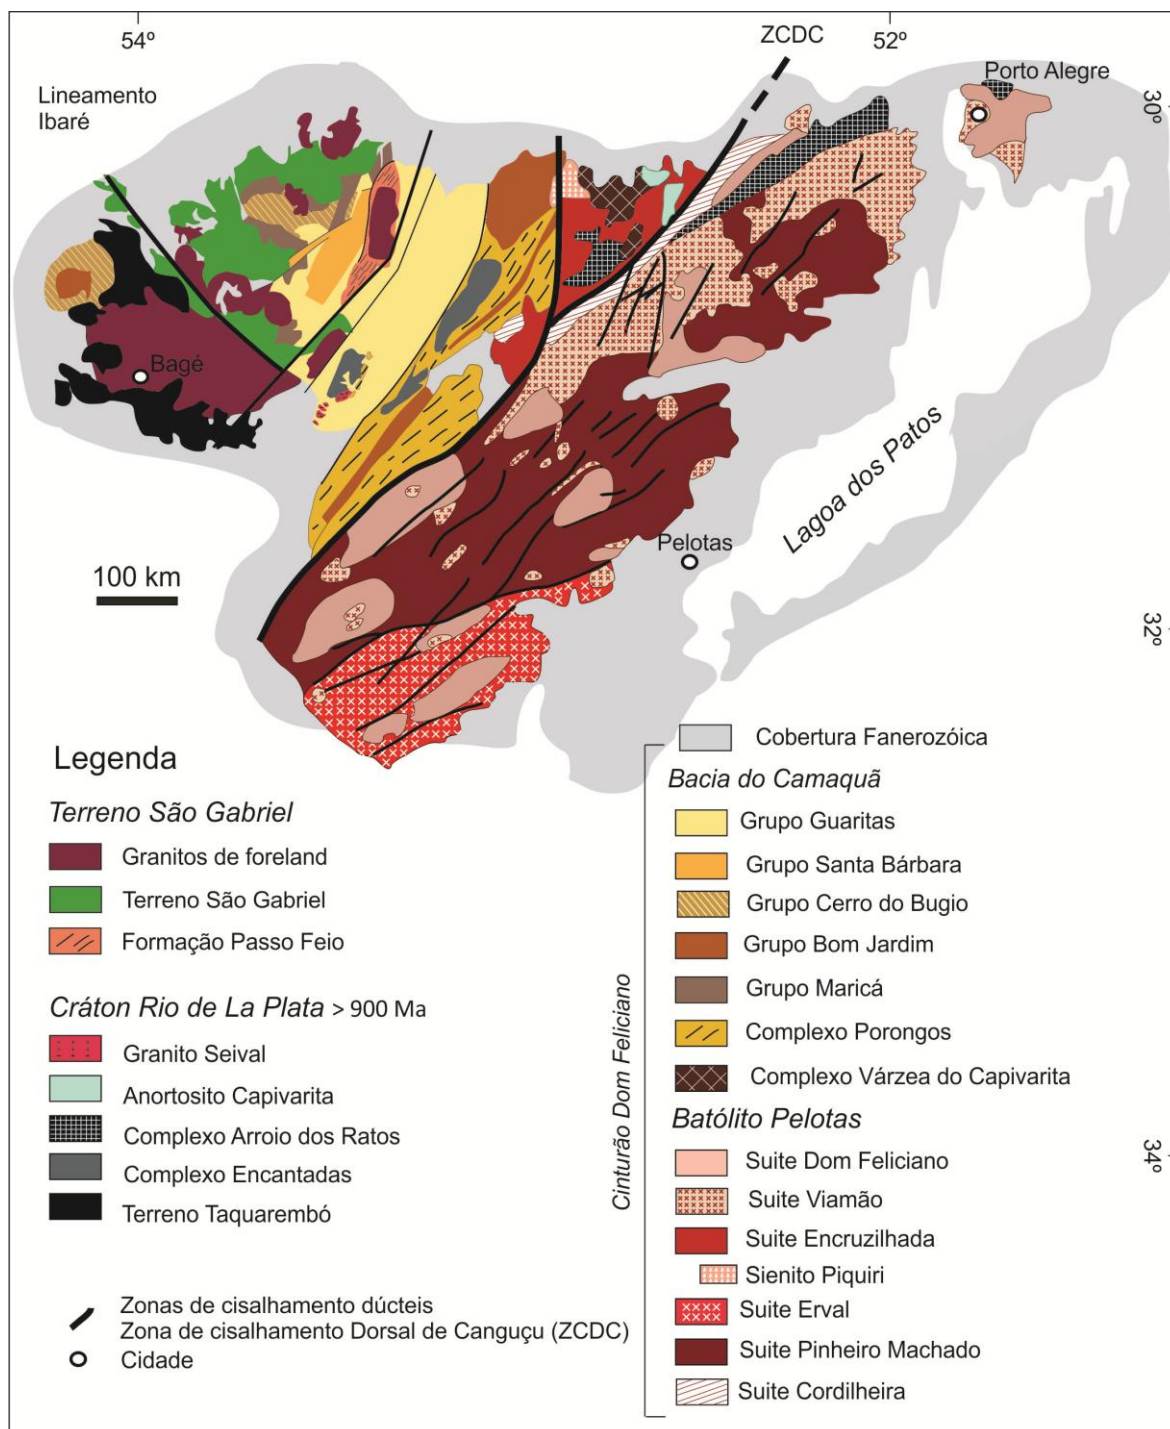 54º
ZCDC
52º
Porto Alegre
30º
Lineamento
Ibaré
Bagé
Lagoa dos Patos
Pelotas
100 km
32º
34º
Legenda
Terreno São Gabriel
Granitos de foreland
Terreno São Gabriel
Formação Passo Feio
Cráton Rio de La Plata > 900 Ma
Granito Seival
Anortosito Capivarita
Complexo Arroio dos Ratos
Complexo Encantadas
Terreno Taquarembó
Zonas de cisalhamento dúcteis
Zona de cisalhamento Dorsal de Canguçu (ZCDC)
Cidade
Cinturão Dom Feliciano
Cobertura Fanerozóica
Bacia do Camaquã
Grupo Guaritas
Grupo Santa Bárbara
Grupo Cerro do Bugio
Grupo Bom Jardim
Grupo Maricá
Complexo Porongos
Complexo Várzea do Capivarita
Batólito Pelotas
Suite Dom Feliciano
Suite Viamão
Suite Encruzilhada
Sienito Piquiri
Suite Erval
Suite Pinheiro Machado
Suite Cordilheira